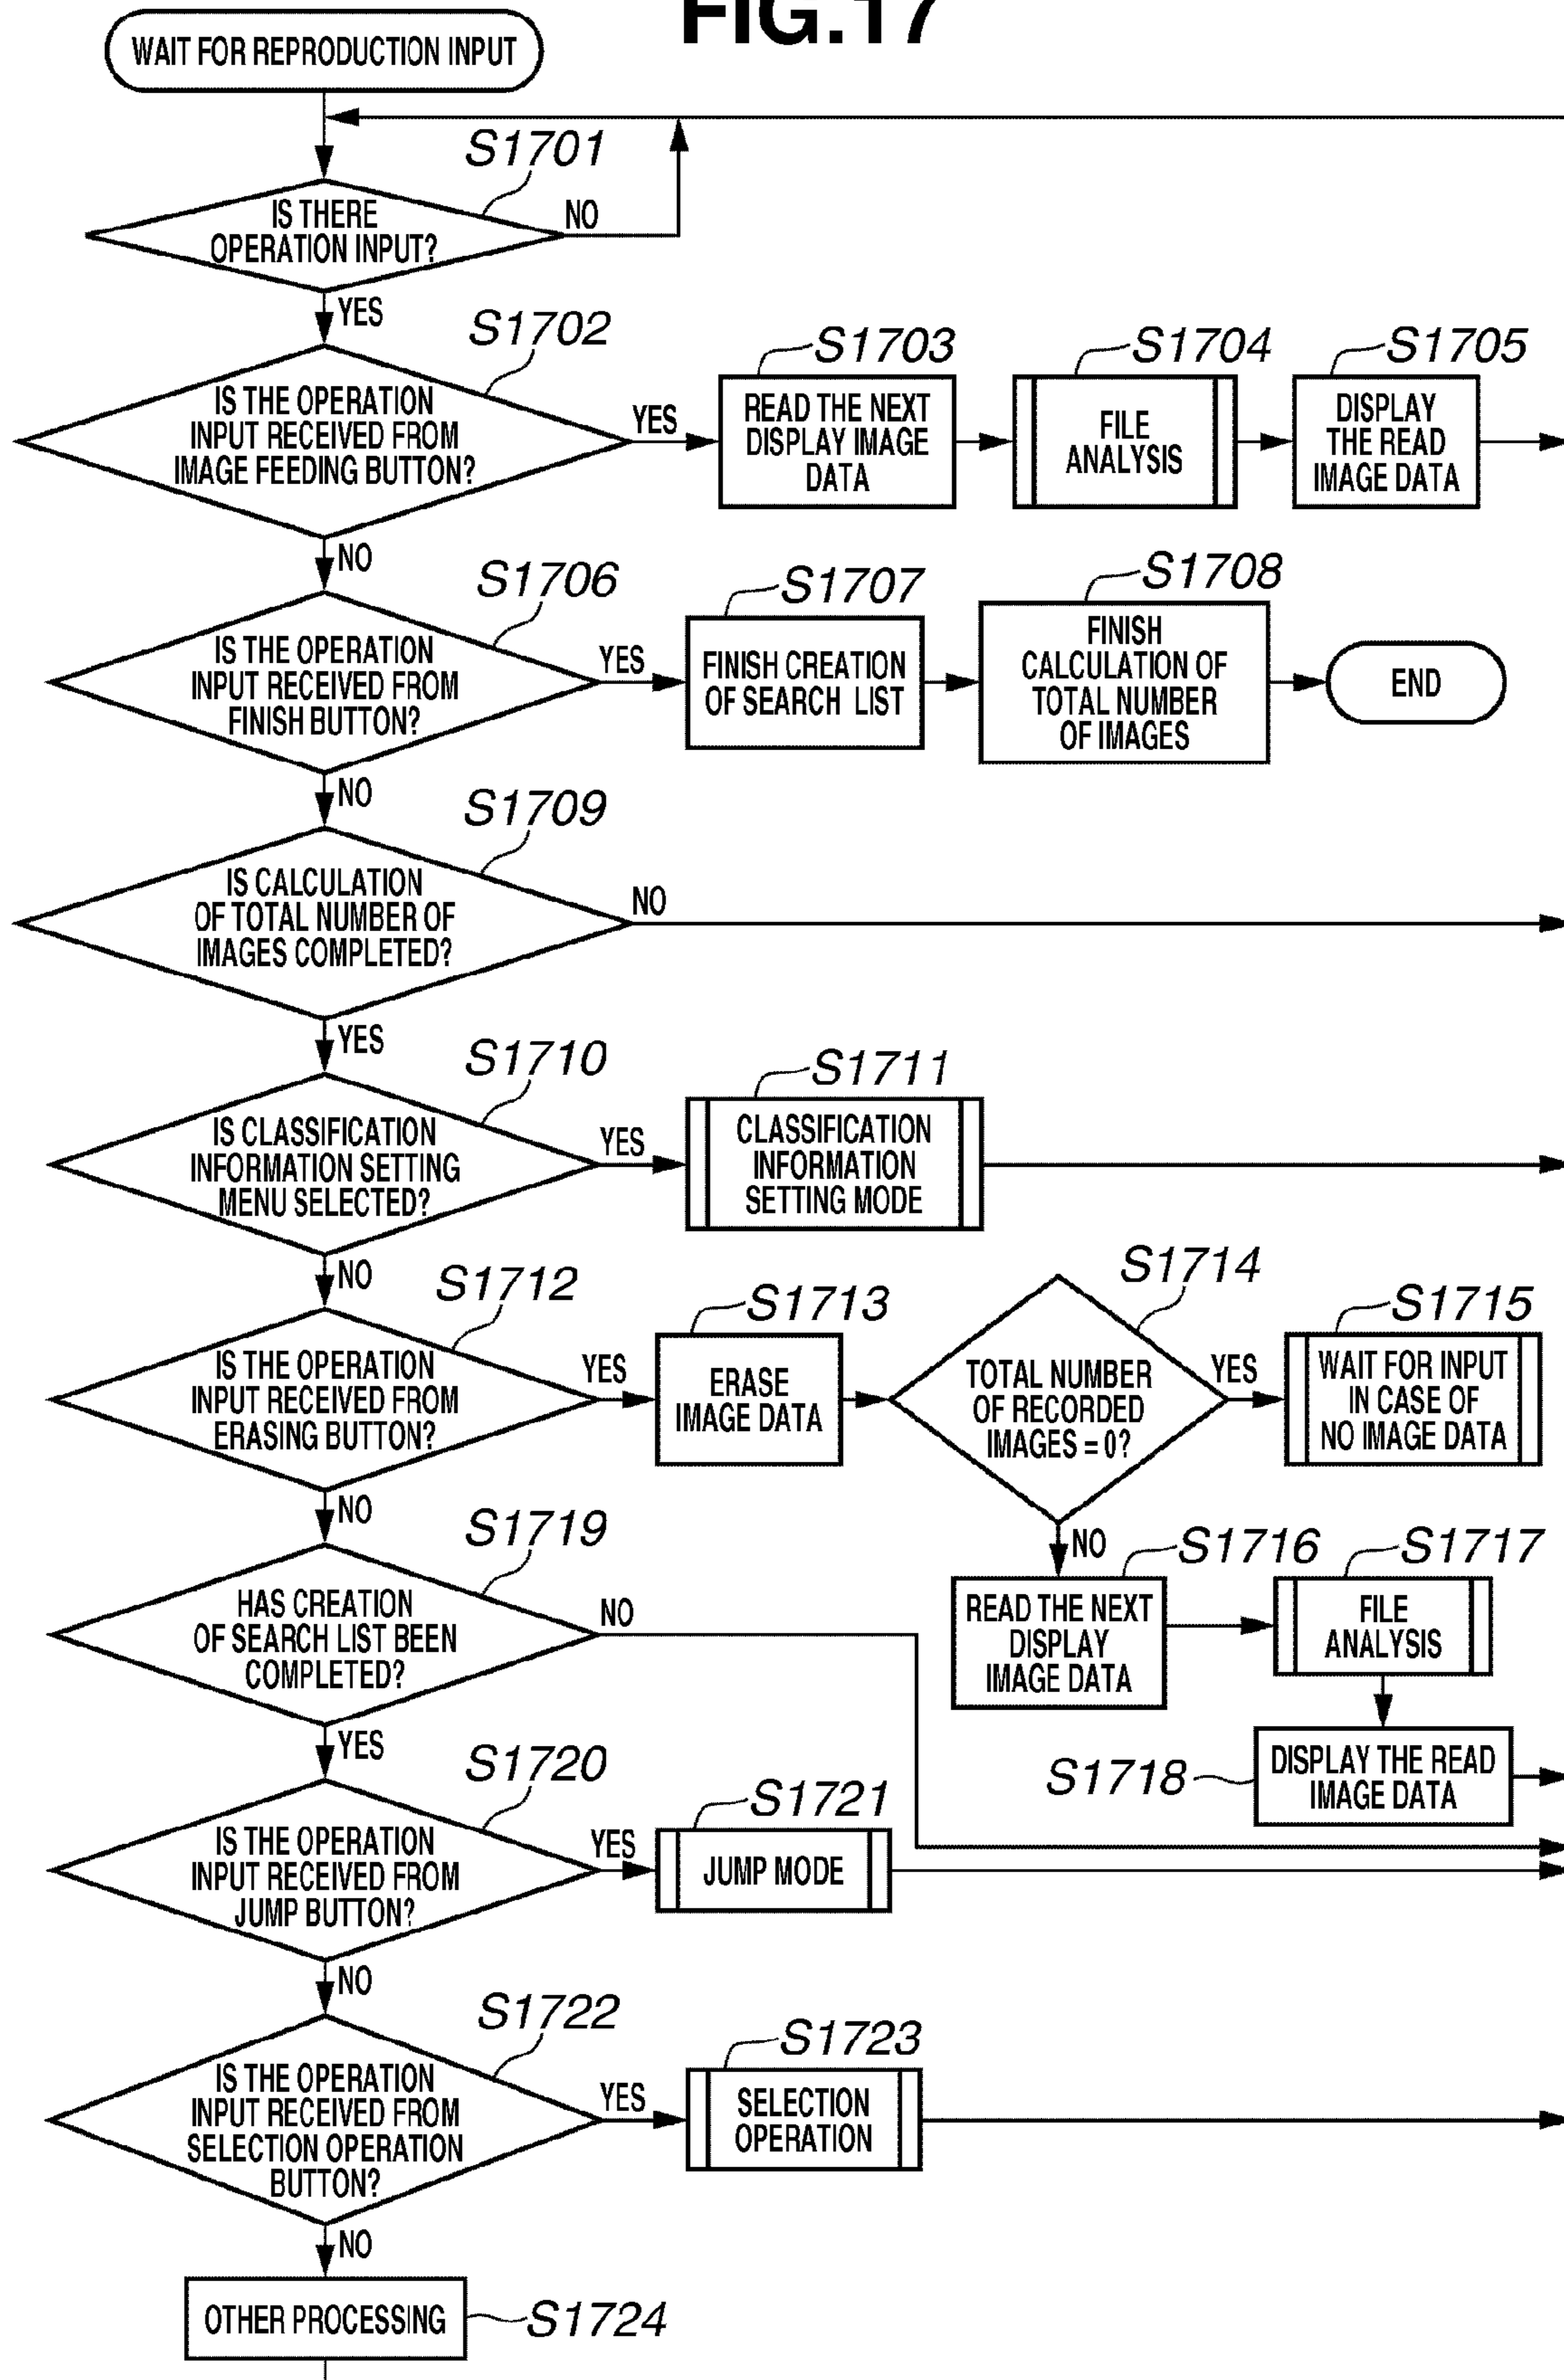 FIG.17
WAIT FOR REPRODUCTION INPUT
S1701
IS THERE
OPERATION INPUT?
NO
YES
S1702
IS THE OPERATION
INPUT RECEIVED FROM
IMAGE FEEDING BUTTON?
YES
S1703
READ THE NEXT
DISPLAY IMAGE
DATA
S1704
FILE
ANALYSIS
S1705
DISPLAY
THE READ
IMAGE DATA
NO
S1706
IS THE OPERATION
INPUT RECEIVED FROM
FINISH BUTTON?
YES
S1707
FINISH CREATION
OF SEARCH LIST
S1708
FINISH
CALCULATION OF
TOTAL NUMBER
OF IMAGES
END
NO
S1709
IS CALCULATION
OF TOTAL NUMBER OF
IMAGES COMPLETED?
NO
YES
S1710
IS CLASSIFICATION
INFORMATION SETTING
MENU SELECTED?
YES
S1711
CLASSIFICATION
INFORMATION
SETTING MODE
NO
S1712
IS THE OPERATION
INPUT RECEIVED FROM
ERASING BUTTON?
YES
S1713
ERASE
IMAGE DATA
S1714
TOTAL NUMBER
OF RECORDED
IMAGES = 0?
YES
S1715
WAIT FOR INPUT
IN CASE OF
NO IMAGE DATA
NO
S1716
READ THE NEXT
DISPLAY
IMAGE DATA
S1717
FILE
ANALYSIS
S1718
DISPLAY THE READ
IMAGE DATA
NO
S1719
HAS CREATION
OF SEARCH LIST BEEN
COMPLETED?
NO
YES
S1720
IS THE OPERATION
INPUT RECEIVED FROM
JUMP BUTTON?
YES
S1721
JUMP MODE
NO
S1722
IS THE OPERATION
INPUT RECEIVED FROM
SELECTION OPERATION
BUTTON?
YES
S1723
SELECTION
OPERATION
NO
OTHER PROCESSING
S1724